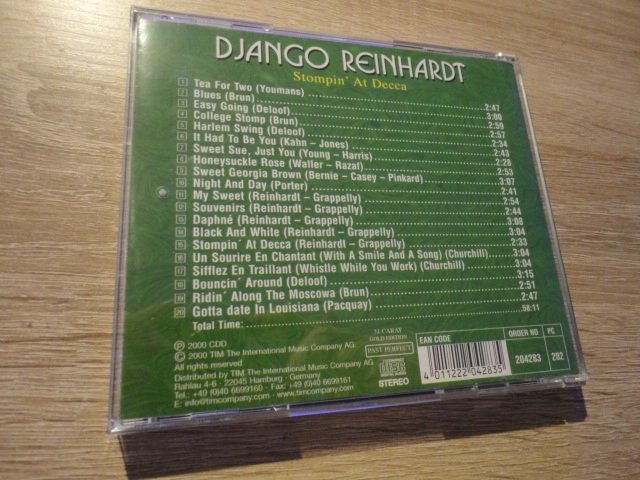 DJANGO REINHARDT
Stompin' At Decca
1 Tea For Two (Youmans) 2:47
2 Blues (Brun) 3:00
3 Easy Going (Deloof) 2:59
4 College Stomp (Brun) 2:57
5 Harlem Swing (Deloof) 2:34
6 It Had To Be You (Kahn – Jones) 2:43
7 Sweet Sue, Just You (Young – Harris) 2:28
8 Honeysuckle Rose (Waller – Razaf) 2:53
9 Sweet Georgia Brown (Bernie – Casey – Pinkard) 3:07
10 Night And Day (Porter) 2:41
11 My Sweet (Reinhardt – Grappelly) 2:54
12 Souvenirs (Reinhardt – Grappelly) 2:44
13 Daphné (Reinhardt – Grappelly) 3:08
14 Black And White (Reinhardt – Grappelly) 3:04
15 Stompin´ At Decca (Reinhardt – Grappelly) 2:33
16 Un Sourire En Chantant (With A Smile And A Song) (Churchill) 3:04
17 Sifflez En Traillant (Whistle While You Work) (Churchill) 3:04
18 Bouncin´ Around (Deloof) 3:15
19 Ridin´ Along The Moscowa (Brun) 2:51
20 Gotta date In Louisiana (Pacquay) 2:47
Total Time: 58:11
℗ 2000 CDD
© 2000 TIM The International Music Company AG
All rights reserved
Distributed by TIM The International Music Company AG.
Rahlau 4-6 · 22045 Hamburg · Germany
Tel.: +49 (0)40 6699160 · Fax: +49 (0)40 6699161
E: info@timcompany.com · www.timcompany.com
24 CARAT
GOLD EDITION
PAST PERFECT
COMPACT disc DIGITAL AUDIO
STEREO
EAN CODE
4 011222 042835
ORDER NO
204283
PC
202